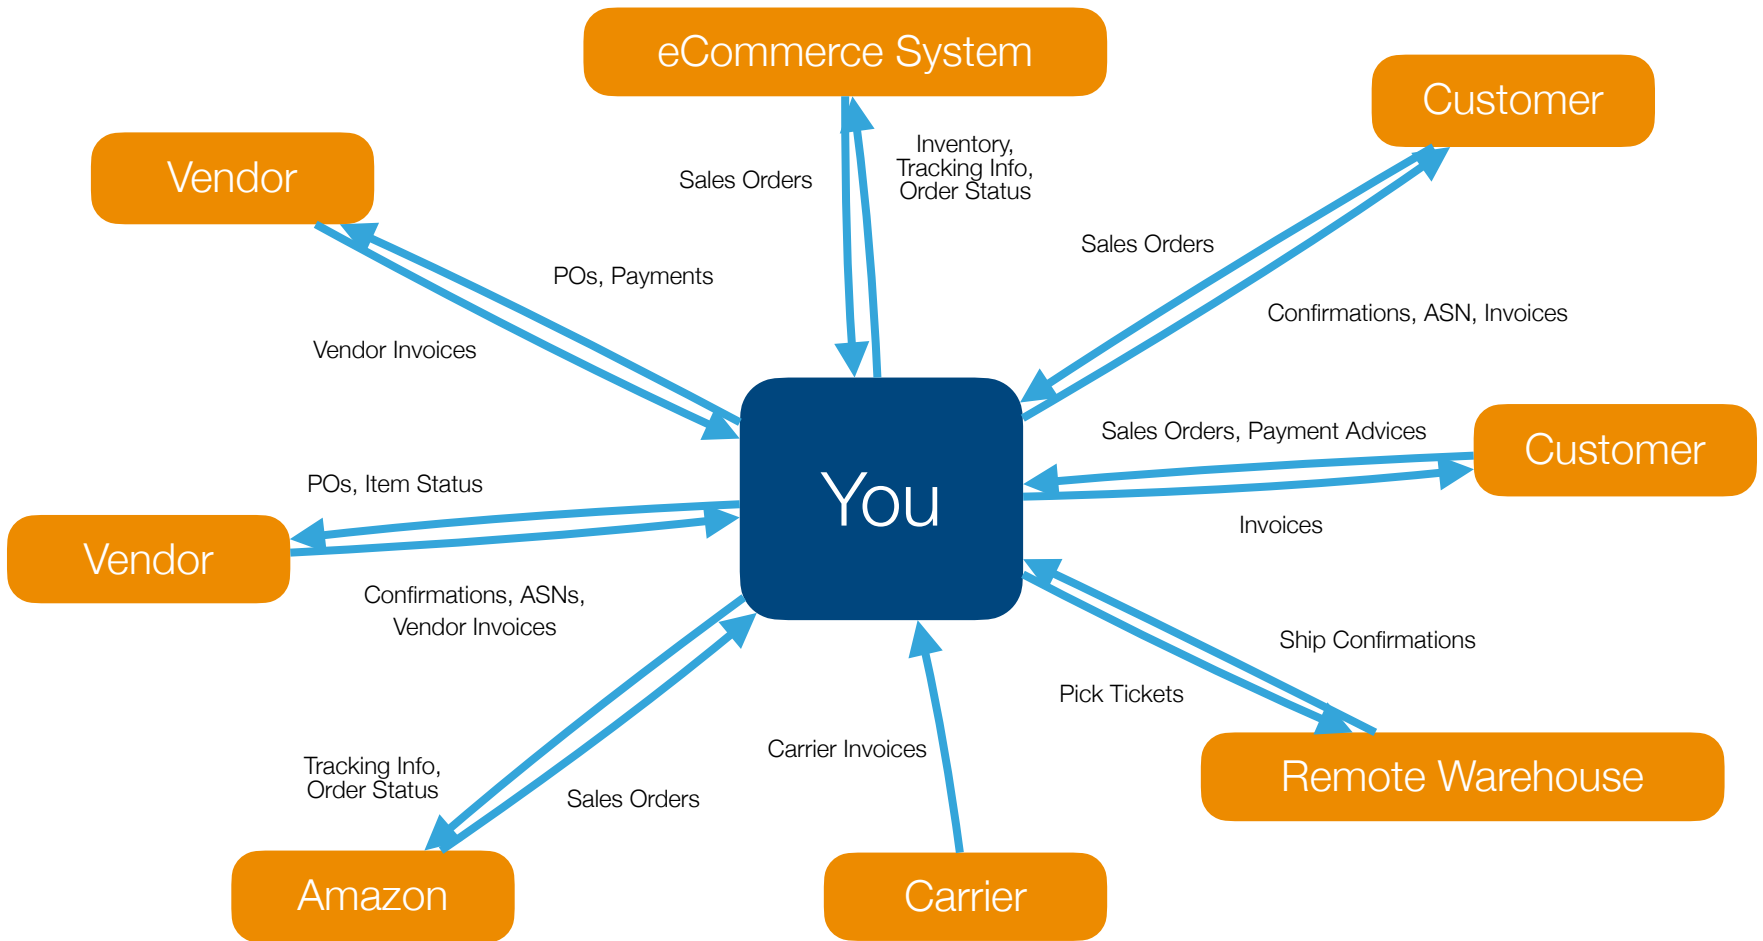 eCommerce System
Customer
Vendor
Inventory,
Tracking Info,
Order Status
Sales Orders
Sales Orders
POs, Payments
Confirmations, ASN, Invoices
Vendor Invoices
Sales Orders, Payment Advices
Customer
POs, Item Status
You
Invoices
Vendor
Confirmations, ASNs,
Vendor Invoices
Ship Confirmations
Pick Tickets
Carrier Invoices
Tracking Info,
Order Status
Sales Orders
Remote Warehouse
Amazon
Carrier